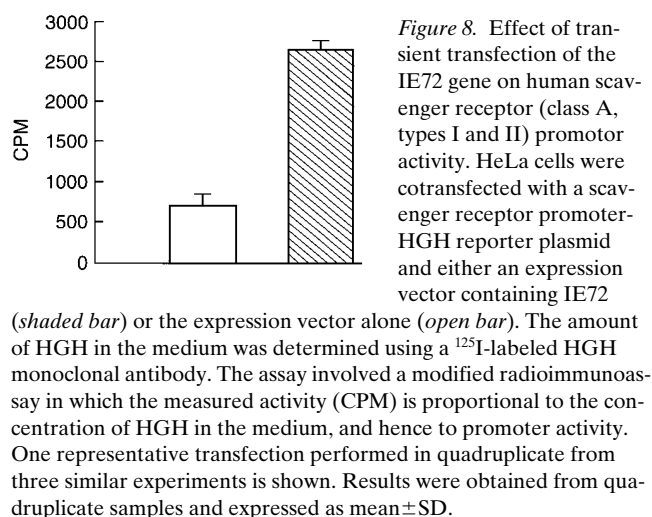 3000
2500
2000
1500
1000
500
0
CPM
Figure 8. Effect of tran-
sient transfection of the
IE72 gene on human scav-
enger receptor (class A,
types I and II) promotor
activity. HeLa cells were
cotransfected with a scav-
enger receptor promoter-
HGH reporter plasmid
and either an expression
vector containing IE72
(shaded bar) or the expression vector alone (open bar). The amount
of HGH in the medium was determined using a ¹²⁵I-labeled HGH
monoclonal antibody. The assay involved a modified radioimmunoas-
say in which the measured activity (CPM) is proportional to the con-
centration of HGH in the medium, and hence to promoter activity.
One representative transfection performed in quadruplicate from
three similar experiments is shown. Results were obtained from qua-
druplicate samples and expressed as mean±SD.